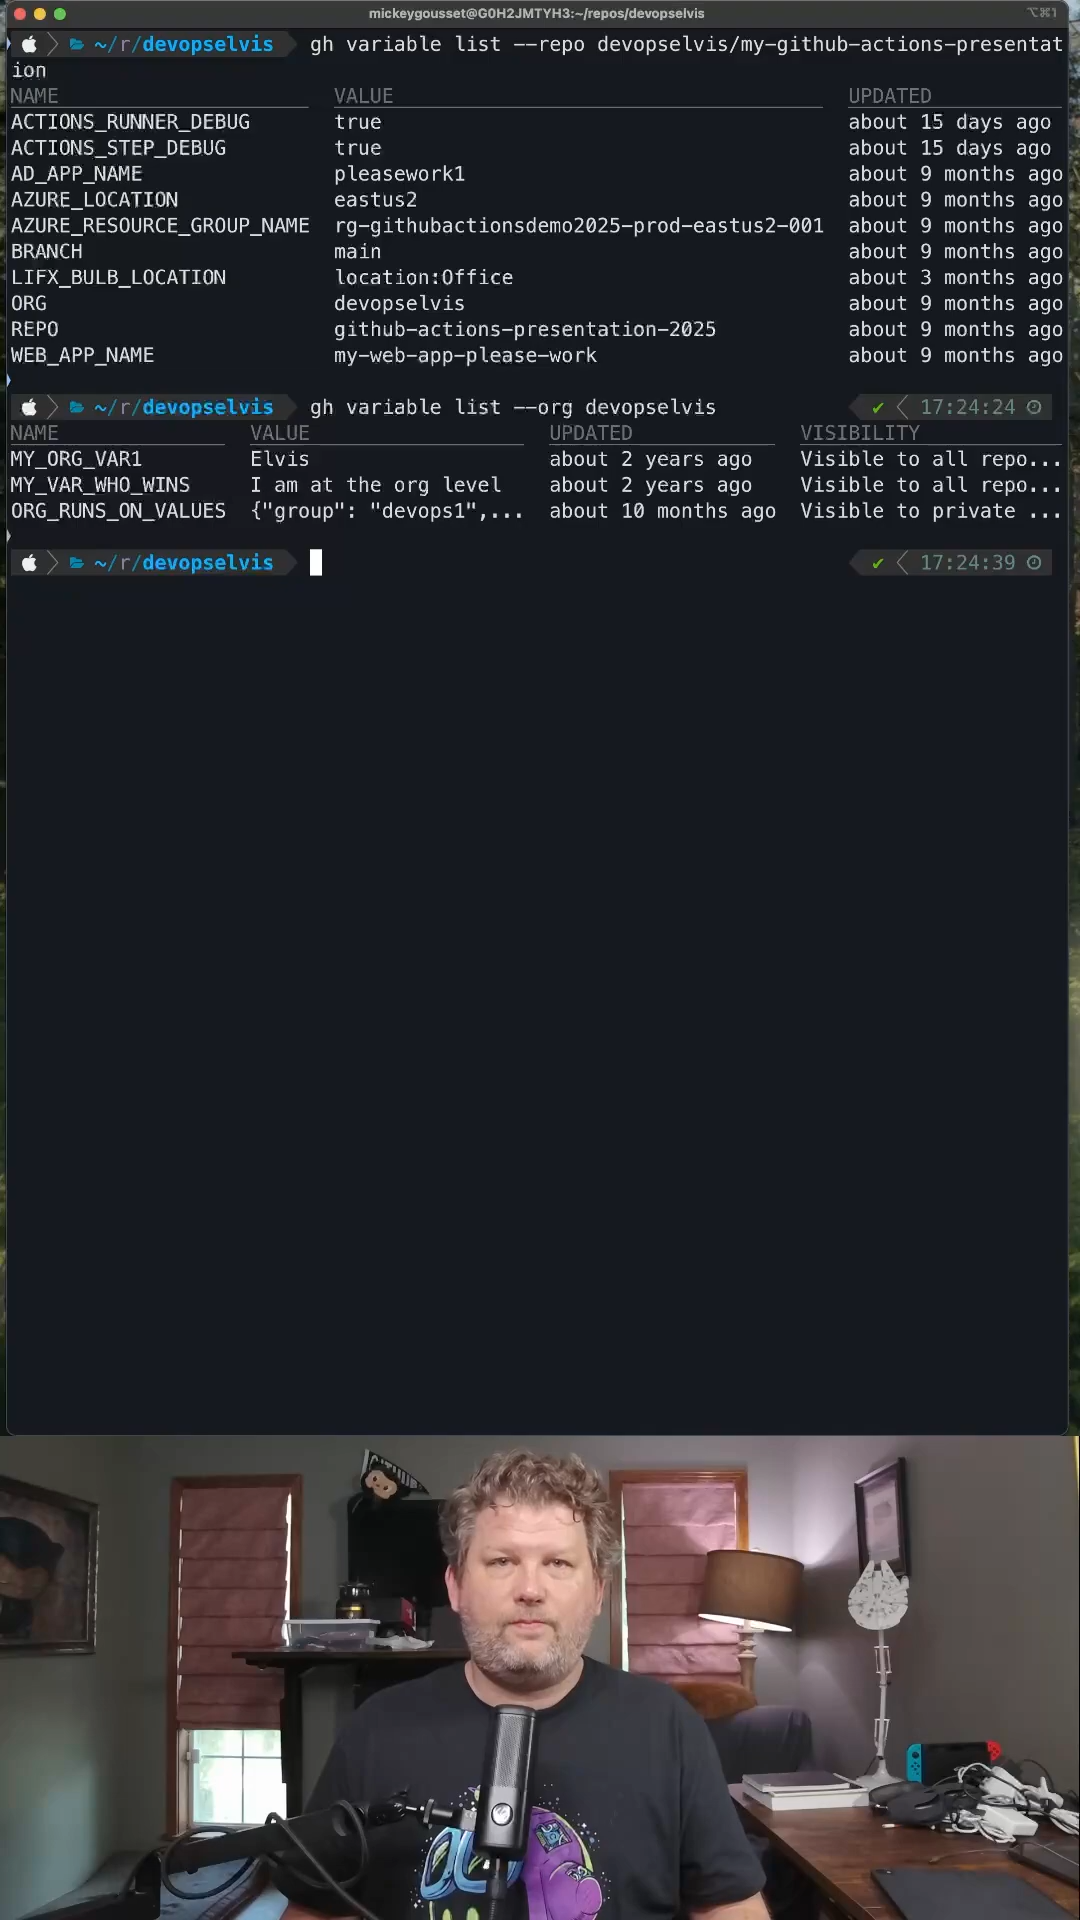 mickeygousset@G0H2JMTYH3:~/repos/devopselvis
⌥⌘1
~/r/devopselvis gh variable list --repo devopselvis/my-github-actions-presentat
ion
NAME VALUE UPDATED
ACTIONS_RUNNER_DEBUG true about 15 days ago
ACTIONS_STEP_DEBUG true about 15 days ago
AD_APP_NAME pleasework1 about 9 months ago
AZURE_LOCATION eastus2 about 9 months ago
AZURE_RESOURCE_GROUP_NAME rg-githubactionsdemo2025-prod-eastus2-001 about 9 months ago
BRANCH main about 9 months ago
LIFX_BULB_LOCATION location:Office about 3 months ago
ORG devopselvis about 9 months ago
REPO github-actions-presentation-2025 about 9 months ago
WEB_APP_NAME my-web-app-please-work about 9 months ago
~/r/devopselvis gh variable list --org devopselvis ✔ 17:24:24
NAME VALUE UPDATED VISIBILITY
MY_ORG_VAR1 Elvis about 2 years ago Visible to all repo...
MY_VAR_WHO_WINS I am at the org level about 2 years ago Visible to all repo...
ORG_RUNS_ON_VALUES {"group": "devops1",... about 10 months ago Visible to private ...
~/r/devopselvis ✔ 17:24:39